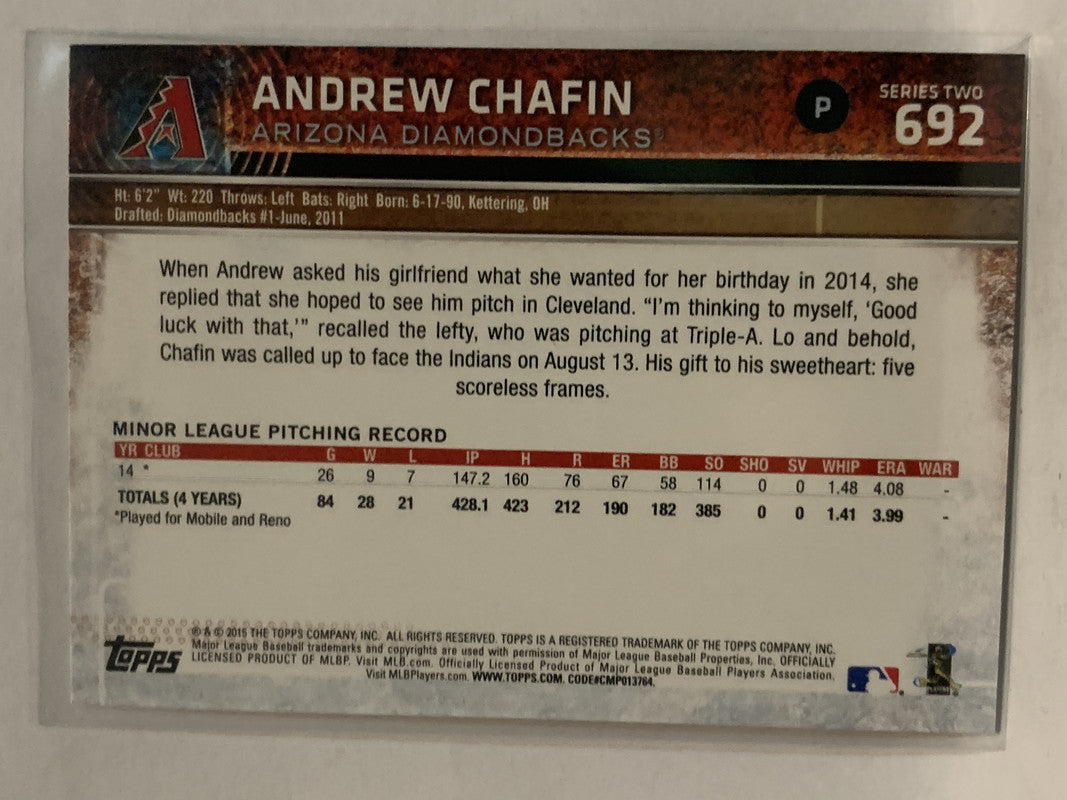 ANDREW CHAFIN
ARIZONA DIAMONDBACKS®
P
SERIES TWO
692
Ht: 6'2" Wt: 220 Throws: Left Bats: Right Born: 6-17-90, Kettering, OH
Drafted: Diamondbacks #1-June, 2011
When Andrew asked his girlfriend what she wanted for her birthday in 2014, she
replied that she hoped to see him pitch in Cleveland. “I’m thinking to myself, ‘Good
luck with that,’” recalled the lefty, who was pitching at Triple-A. Lo and behold,
Chafin was called up to face the Indians on August 13. His gift to his sweetheart: five
scoreless frames.
MINOR LEAGUE PITCHING RECORD
YR CLUB G W L IP H R ER BB SO SHO SV WHIP ERA WAR
14 * 26 9 7 147.2 160 76 67 58 114 0 0 1.48 4.08 -
TOTALS (4 YEARS) 84 28 21 428.1 423 212 190 182 385 0 0 1.41 3.99 -
*Played for Mobile and Reno
topps
® & © 2015 THE TOPPS COMPANY, INC. ALL RIGHTS RESERVED. TOPPS IS A REGISTERED TRADEMARK OF THE TOPPS COMPANY, INC.
Major League Baseball trademarks and copyrights are used with permission of Major League Baseball Properties, Inc. OFFICIALLY
LICENSED PRODUCT OF MLBP. Visit MLB.com. Officially Licensed Product of Major League Baseball Players Association.
Visit MLBPlayers.com. WWW.TOPPS.COM. CODE#CMP013764.